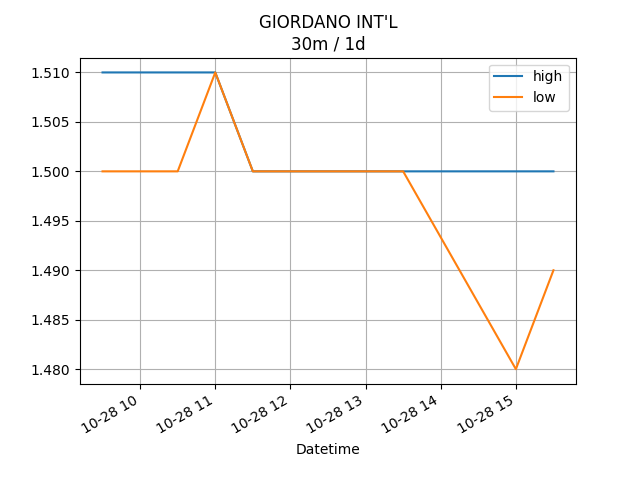 GIORDANO INT'L
30m / 1d
high
low
1.510
1.505
1.500
1.495
1.490
1.485
1.480
10-28 10
10-28 11
10-28 12
10-28 13
10-28 14
10-28 15
Datetime